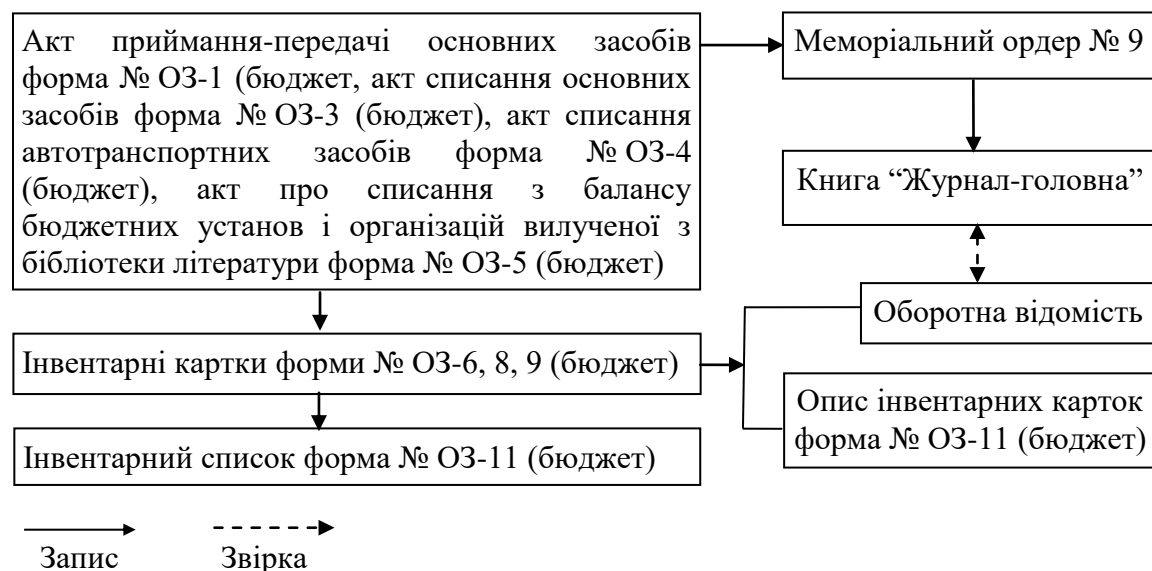 Акт приймання-передачі основних засобів
форма № ОЗ-1 (бюджет, акт списання основних
засобів форма № ОЗ-3 (бюджет), акт списання
автотранспортних засобів форма № ОЗ-4
(бюджет), акт про списання з балансу
бюджетних установ і організацій вилученої з
бібліотеки літератури форма № ОЗ-5 (бюджет)
Меморіальний ордер № 9
Книга “Журнал-головна”
Оборотна відомість
Інвентарні картки форми № ОЗ-6, 8, 9 (бюджет)
Опис інвентарних карток
форма № ОЗ-11 (бюджет)
Інвентарний список форма № ОЗ-11 (бюджет)
Запис
Звірка